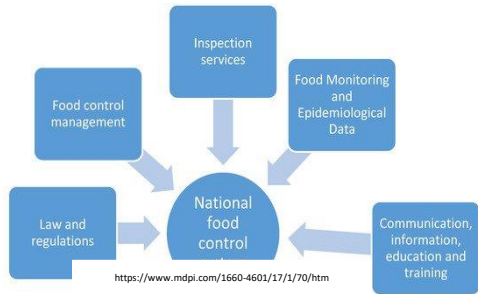 Inspection
services
Food control
management
Food Monitoring
and
Epidemiological
Data
Law and
regulations
National
food
control
Communication,
information,
education and
training
https://www.mdpi.com/1660-4601/17/1/70/htm